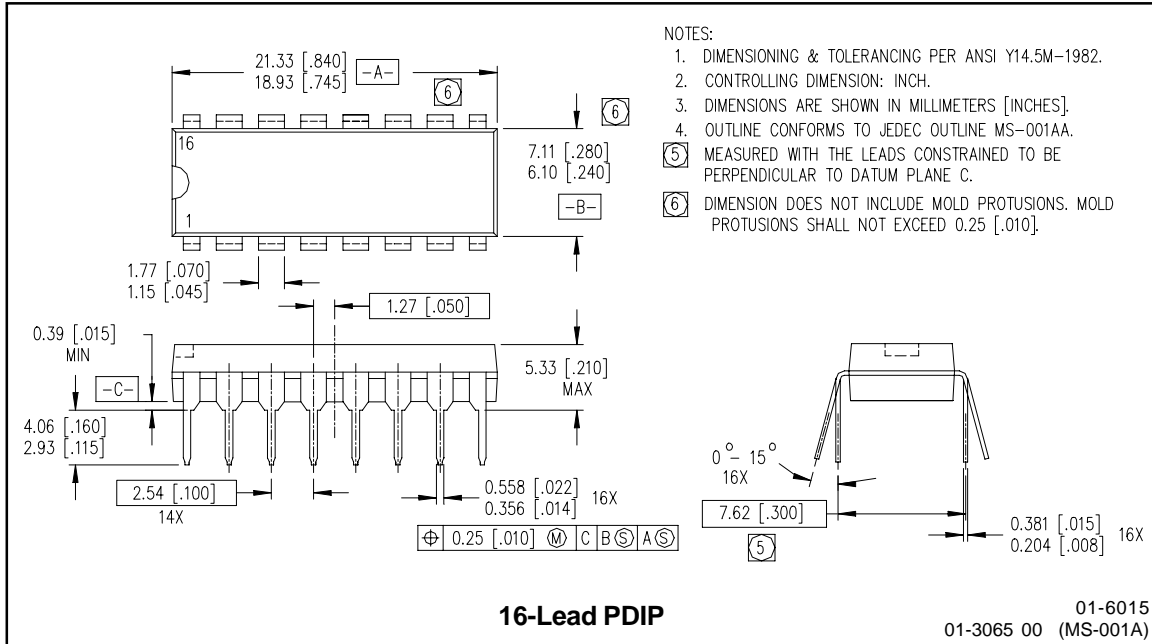 21.33 [.840]
18.93 [.745]
-A-
6
6
16
1
7.11 [.280]
6.10 [.240]
-B-
NOTES:
1. DIMENSIONING & TOLERANCING PER ANSI Y14.5M-1982.
2. CONTROLLING DIMENSION: INCH.
3. DIMENSIONS ARE SHOWN IN MILLIMETERS [INCHES].
4. OUTLINE CONFORMS TO JEDEC OUTLINE MS-001AA.
5 MEASURED WITH THE LEADS CONSTRAINED TO BE
PERPENDICULAR TO DATUM PLANE C.
6 DIMENSION DOES NOT INCLUDE MOLD PROTUSIONS. MOLD
PROTUSIONS SHALL NOT EXCEED 0.25 [.010].
1.77 [.070]
1.15 [.045]
1.27 [.050]
0.39 [.015]
MIN
-C-
5.33 [.210]
MAX
4.06 [.160]
2.93 [.115]
2.54 [.100]
14X
0.558 [.022]
0.356 [.014] 16X
⌖ 0.25 [.010] Ⓜ C B Ⓢ A Ⓢ
0° - 15°
16X
7.62 [.300]
5
0.381 [.015]
0.204 [.008] 16X
16-Lead PDIP
01-6015
01-3065 00 (MS-001A)